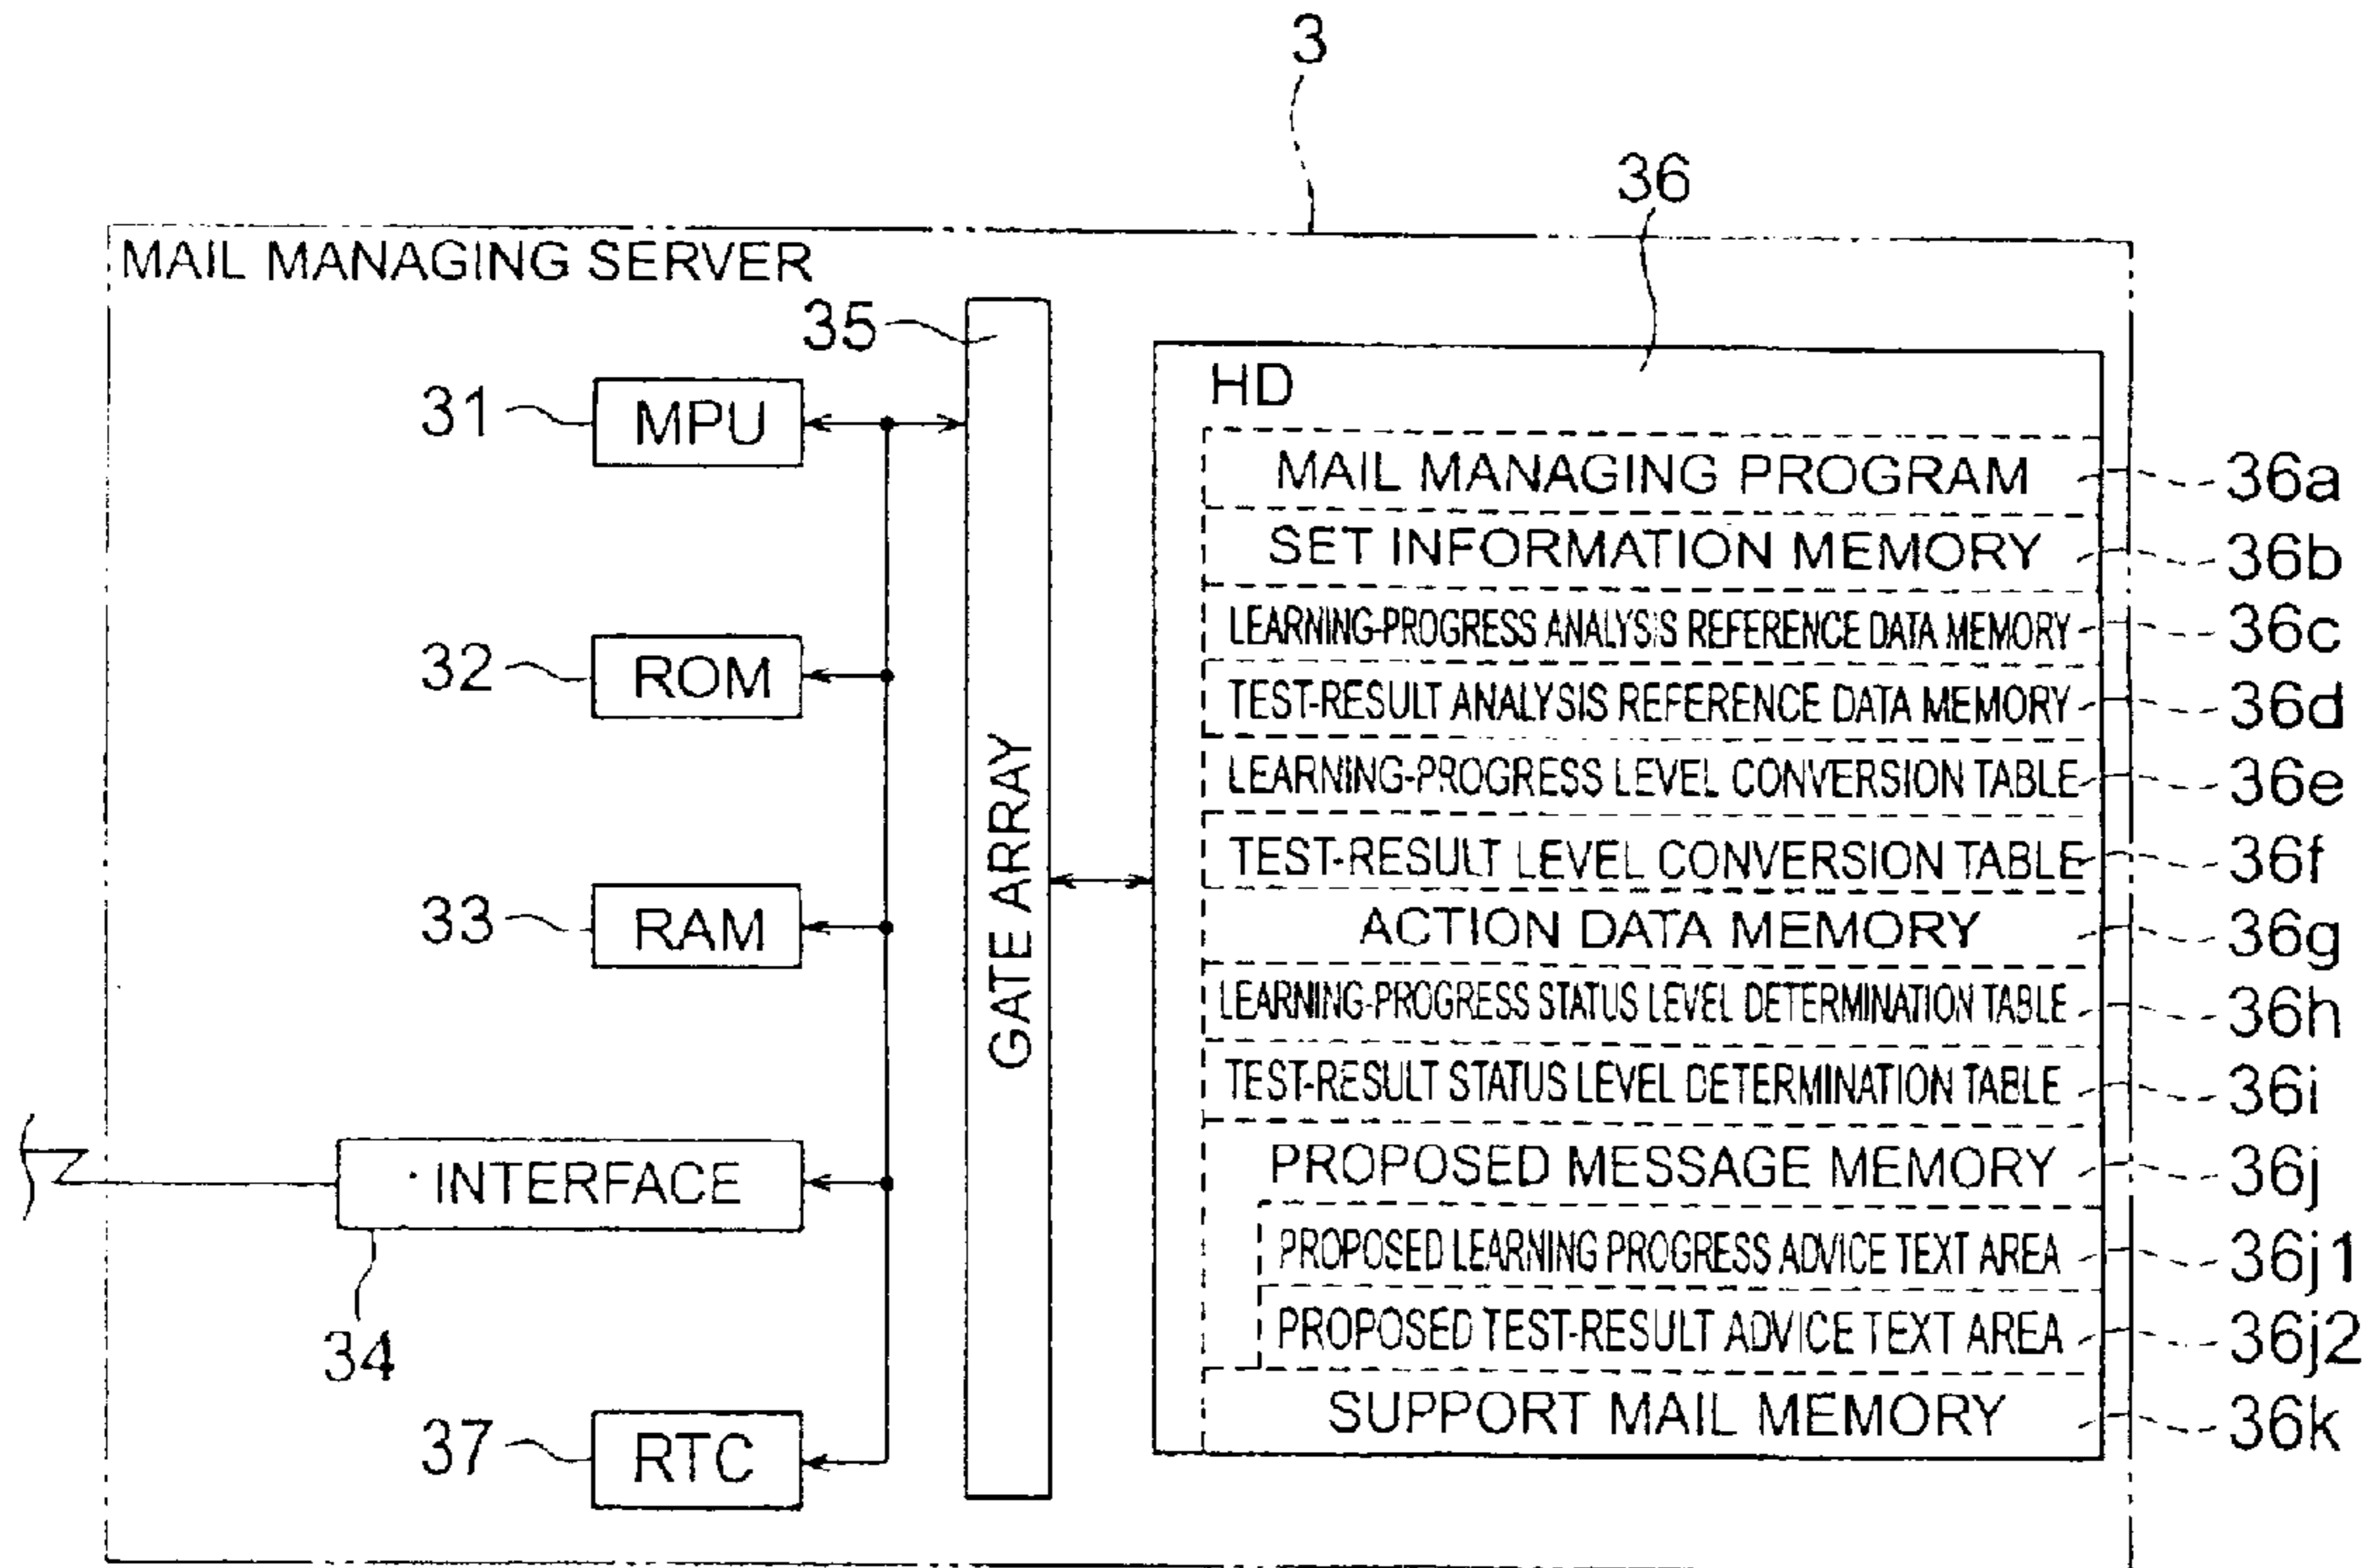 3
36
MAIL MANAGING SERVER
35
HD
31
MPU
MAIL MANAGING PROGRAM
36a
SET INFORMATION MEMORY
36b
LEARNING-PROGRESS ANALYSIS REFERENCE DATA MEMORY
36c
32
ROM
TEST-RESULT ANALYSIS REFERENCE DATA MEMORY
36d
LEARNING-PROGRESS LEVEL CONVERSION TABLE
36e
GATE ARRAY
TEST-RESULT LEVEL CONVERSION TABLE
36f
33
RAM
ACTION DATA MEMORY
36g
LEARNING-PROGRESS STATUS LEVEL DETERMINATION TABLE
36h
TEST-RESULT STATUS LEVEL DETERMINATION TABLE
36i
INTERFACE
34
PROPOSED MESSAGE MEMORY
36j
PROPOSED LEARNING PROGRESS ADVICE TEXT AREA
36j1
PROPOSED TEST-RESULT ADVICE TEXT AREA
36j2
37
RTC
SUPPORT MAIL MEMORY
36k